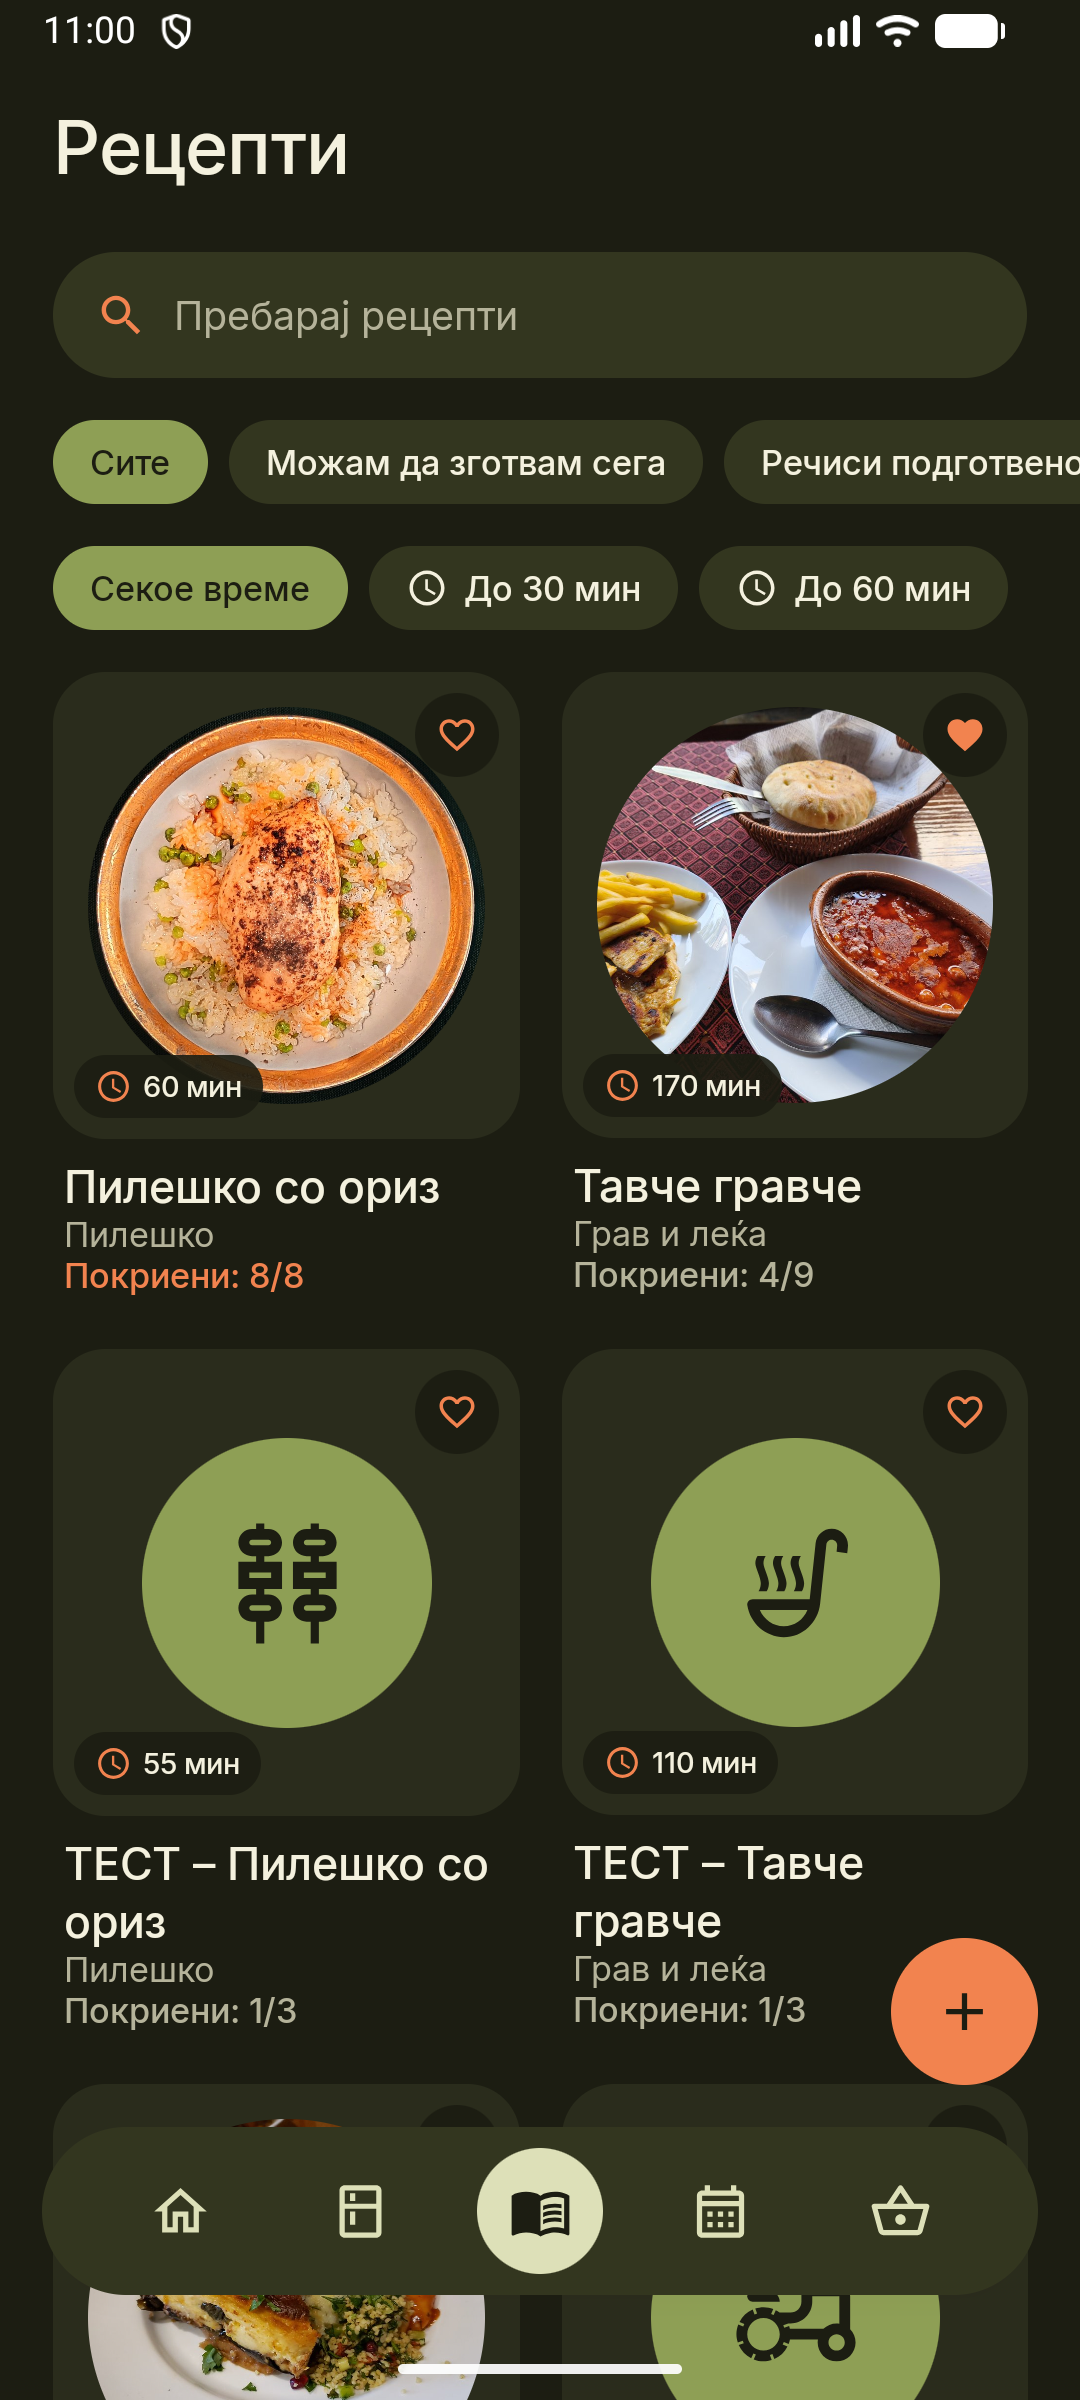 11:00
Рецепти
Пребарај рецепти
Сите
Можам да зготвам сега
Речиси подготвено
Секое време
До 30 мин
До 60 мин
60 мин
170 мин
Пилешко со ориз
Пилешко
Покриени: 8/8
Тавче гравче
Грав и леќа
Покриени: 4/9
55 мин
110 мин
ТЕСТ – Пилешко со
ориз
Пилешко
Покриени: 1/3
ТЕСТ – Тавче
гравче
Грав и леќа
Покриени: 1/3